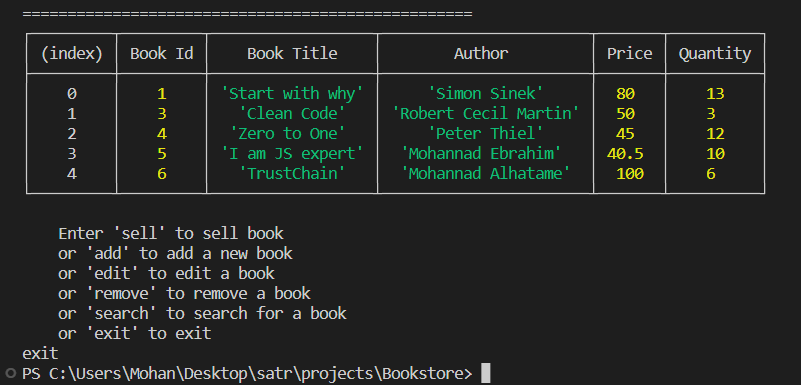 ==================================================
(index) Book Id Book Title Author Price Quantity
0 1 'Start with why' 'Simon Sinek' 80 13
1 3 'Clean Code' 'Robert Cecil Martin' 50 3
2 4 'Zero to One' 'Peter Thiel' 45 12
3 5 'I am JS expert' 'Mohannad Ebrahim' 40.5 10
4 6 'TrustChain' 'Mohannad Alhatame' 100 6
Enter 'sell' to sell book
or 'add' to add a new book
or 'edit' to edit a book
or 'remove' to remove a book
or 'search' to search for a book
or 'exit' to exit
exit
PS C:\Users\Mohan\Desktop\satr\projects\Bookstore>